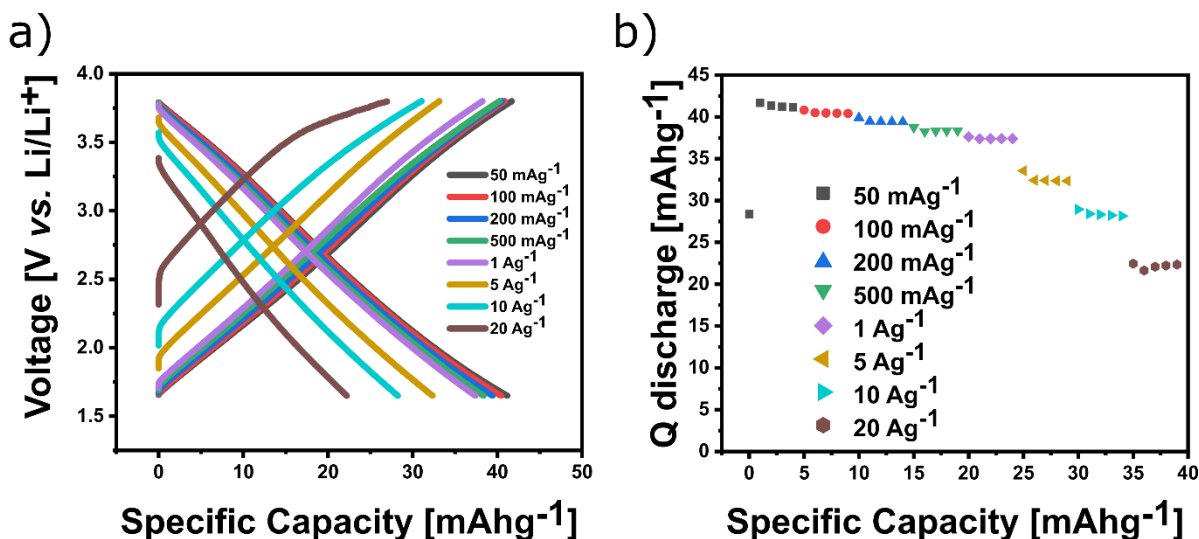 a)
Voltage [V vs. Li/Li⁺]
4.0
3.5
3.0
2.5
2.0
1.5
50 mAg⁻¹
100 mAg⁻¹
200 mAg⁻¹
500 mAg⁻¹
1 Ag⁻¹
5 Ag⁻¹
10 Ag⁻¹
20 Ag⁻¹
0 10 20 30 40 50
Specific Capacity [mAhg⁻¹]
b)
Q discharge [mAhg⁻¹]
45
40
35
30
25
20
15
10
5
0
50 mAg⁻¹
100 mAg⁻¹
200 mAg⁻¹
500 mAg⁻¹
1 Ag⁻¹
5 Ag⁻¹
10 Ag⁻¹
20 Ag⁻¹
0 5 10 15 20 25 30 35 40
Specific Capacity [mAhg⁻¹]